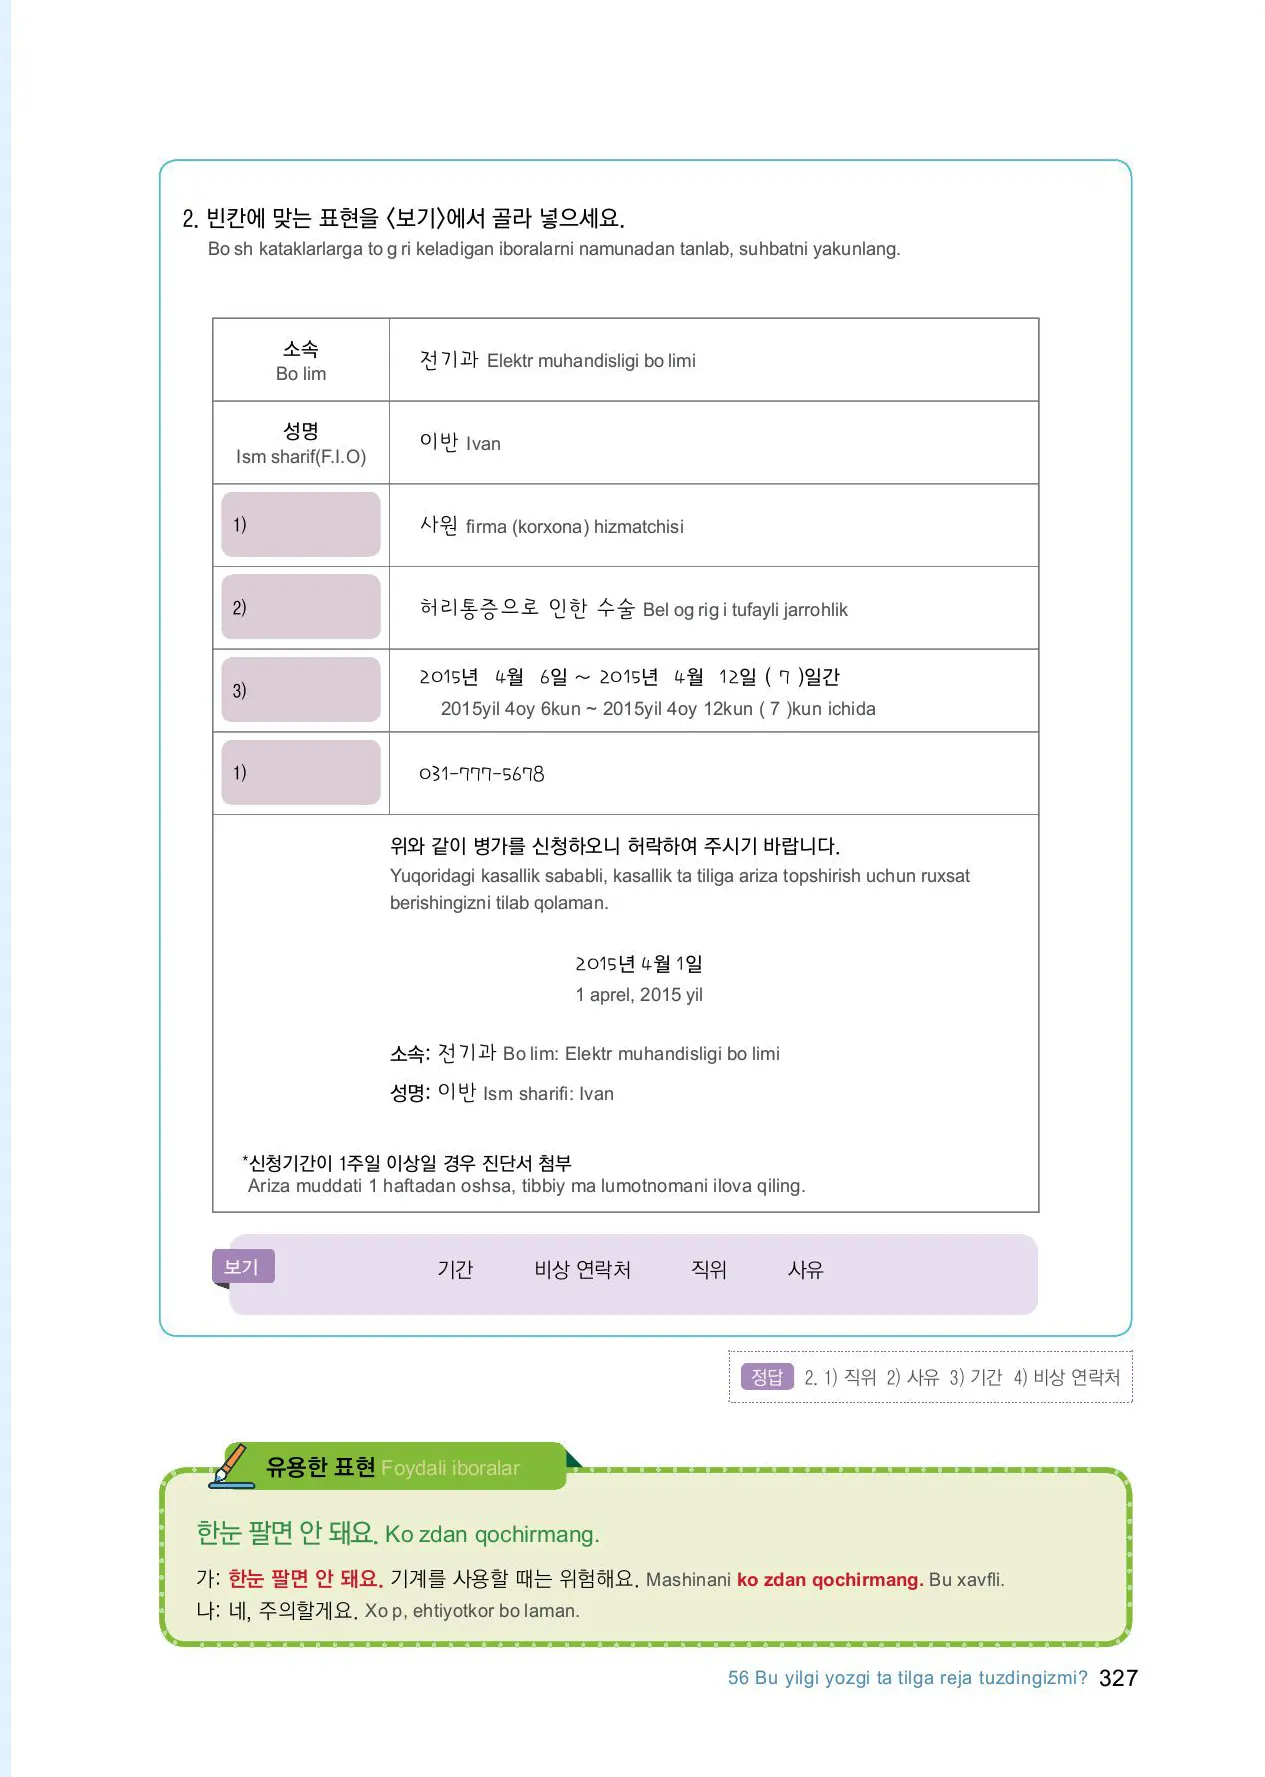 2. 빈칸에 맞는 표현을 〈보기〉에서 골라 넣으세요.
Bo sh kataklarlarga to g ri keladigan iboralarni namunadan tanlab, suhbatni yakunlang.
소속
Bo lim
전기과 Elektr muhandisligi bo limi
성명
Ism sharif(F.I.O)
이반 Ivan
1)
사원 firma (korxona) hizmatchisi
2)
허리통증으로 인한 수술 Bel og rig i tufayli jarrohlik
3)
2015년 4월 6일 ~ 2015년 4월 12일 ( 7 )일간
2015yil 4oy 6kun ~ 2015yil 4oy 12kun ( 7 )kun ichida
1)
031-777-5678
위와 같이 병가를 신청하오니 허락하여 주시기 바랍니다.
Yuqoridagi kasallik sababli, kasallik ta tiliga ariza topshirish uchun ruxsat
berishingizni tilab qolaman.
2015년 4월 1일
1 aprel, 2015 yil
소속: 전기과 Bo lim: Elektr muhandisligi bo limi
성명: 이반 Ism sharifi: Ivan
*신청기간이 1주일 이상일 경우 진단서 첨부
Ariza muddati 1 haftadan oshsa, tibbiy ma lumotnomani ilova qiling.
보기 기간 비상 연락처 직위 사유
정답 2. 1) 직위 2) 사유 3) 기간 4) 비상 연락처
유용한 표현 Foydali iboralar
한눈 팔면 안 돼요. Ko zdan qochirmang.
가: 한눈 팔면 안 돼요. 기계를 사용할 때는 위험해요. Mashinani ko zdan qochirmang. Bu xavfli.
나: 네, 주의할게요. Xo p, ehtiyotkor bo laman.
56 Bu yilgi yozgi ta tilga reja tuzdingizmi? 327